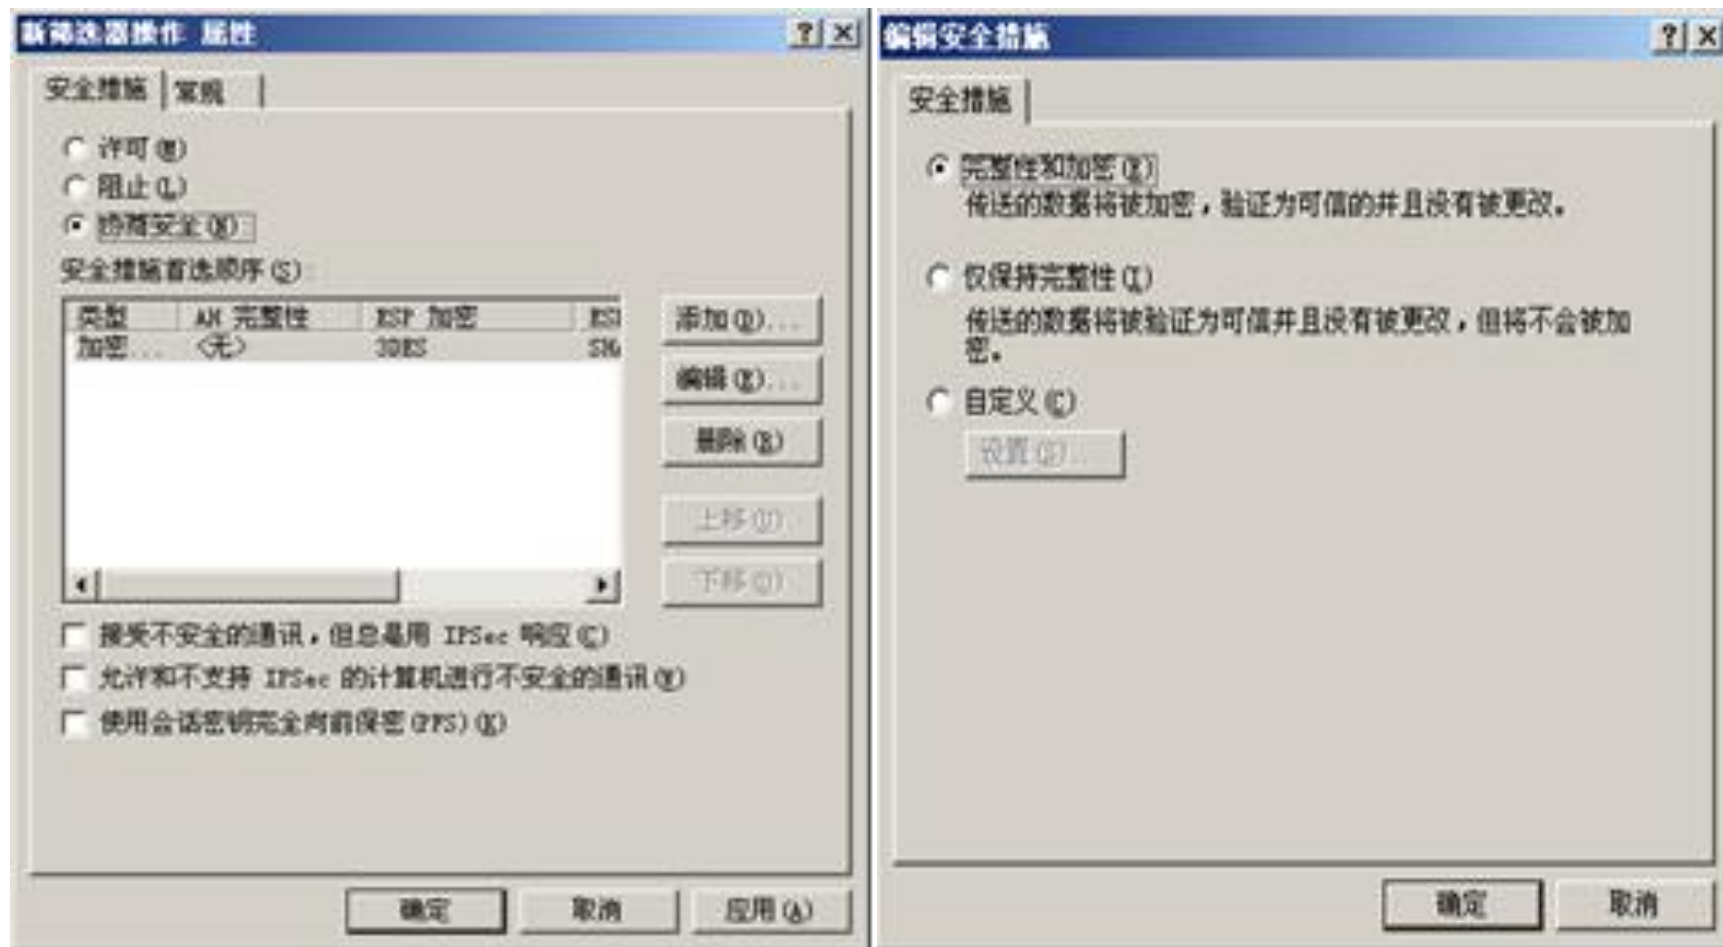 新筛选器操作 属性
安全措施
常规
许可(M)
阻止(L)
协商安全(N):
安全措施首选顺序(S):
类型 AH 完整性 ESP 加密 ESI
加密... <无> 3DES SHA
添加(D)...
编辑(E)...
删除(R)
上移(U)
下移(O)
接受不安全的通讯，但总是用 IPSec 响应(C)
允许和不支持 IPSec 的计算机进行不安全的通讯(W)
使用会话密钥完全向前保密(PFS)(K)
确定
取消
应用(A)
编辑安全措施
安全措施
完整性和加密(E)
传送的数据将被加密，验证为可信的并且没有被更改。
仅保持完整性(I)
传送的数据将被验证为可信并且没有被更改，但将不会被加
密。
自定义(C)
设置(S)...
确定
取消